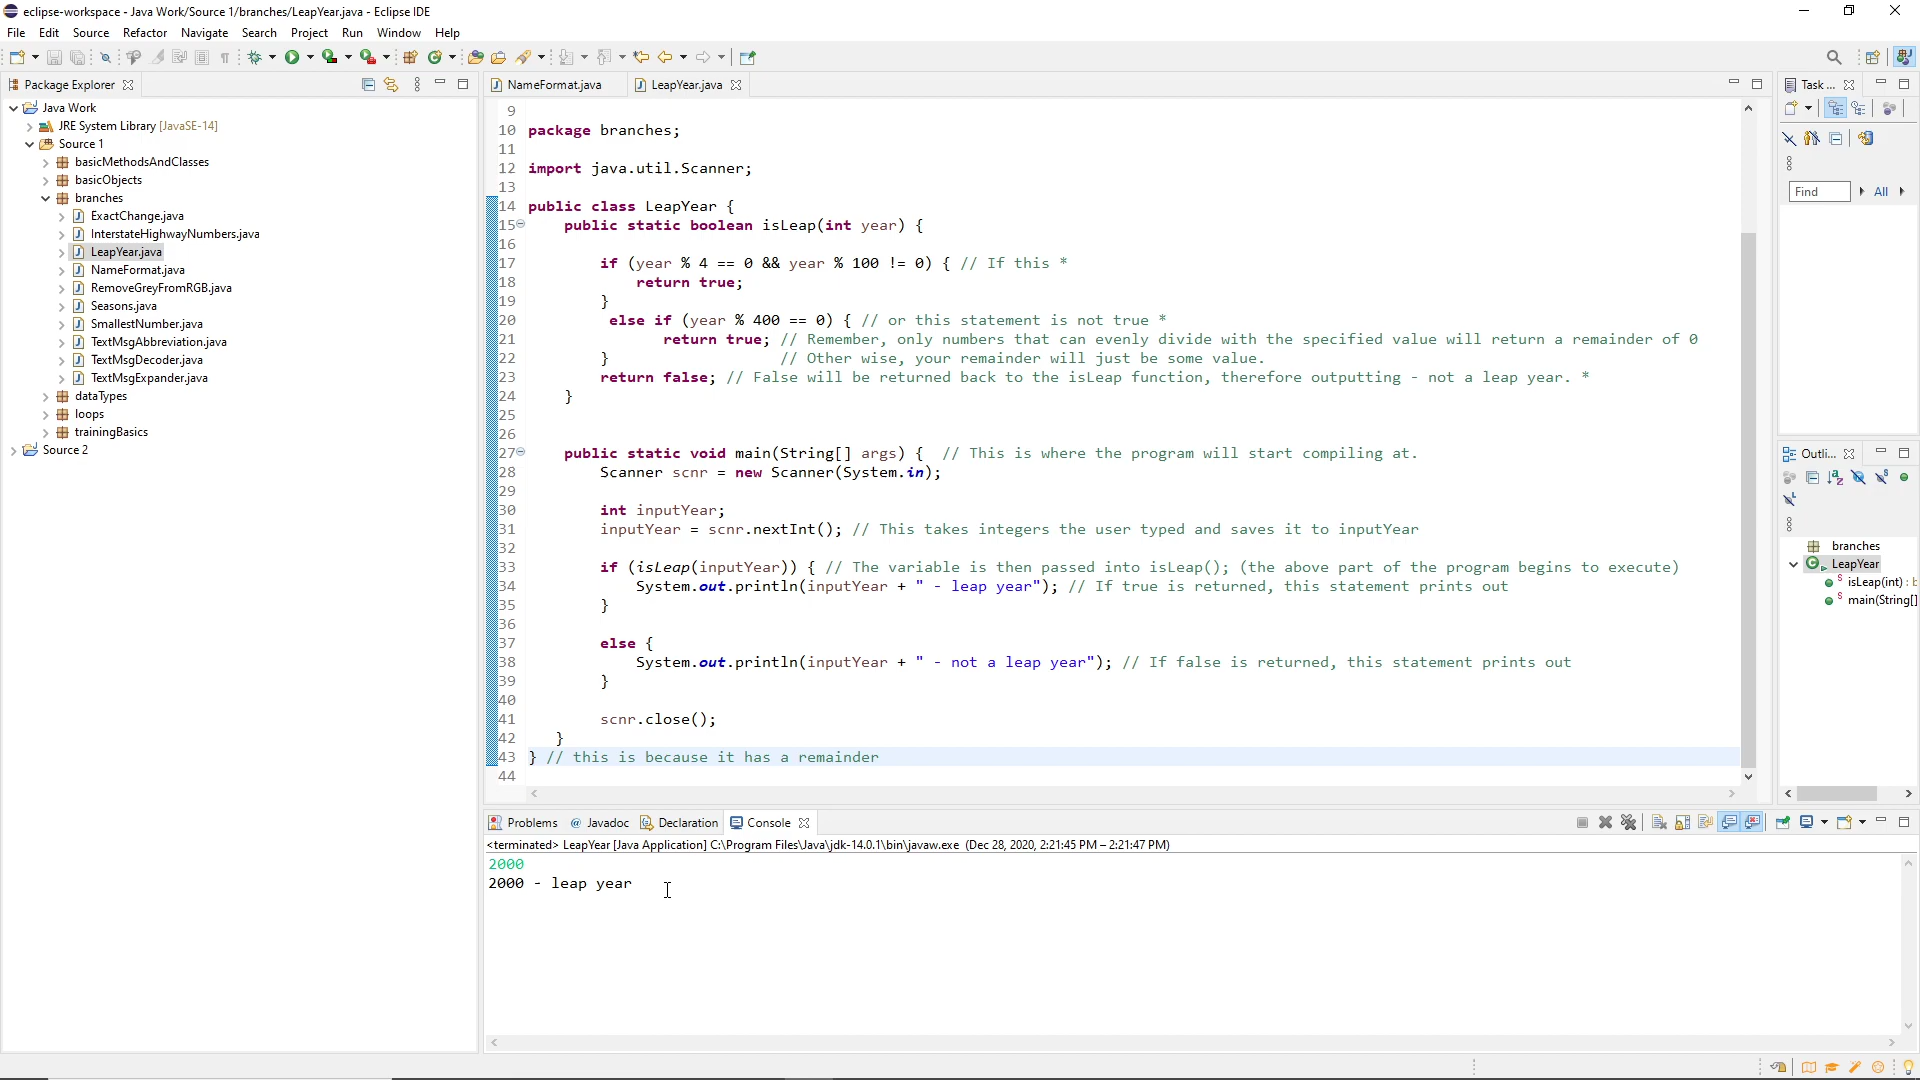 eclipse-workspace - Java Work/Source 1/branches/LeapYear.java - Eclipse IDE
File Edit Source Refactor Navigate Search Project Run Window Help
Package Explorer
Java Work
JRE System Library [JavaSE-14]
Source 1
basicMethodsAndClasses
basicObjects
branches
ExactChange.java
InterstateHighwayNumbers.java
LeapYear.java
NameFormat.java
RemoveGreyFromRGB.java
Seasons.java
SmallestNumber.java
TextMsgAbbreviation.java
TextMsgDecoder.java
TextMsgExpander.java
dataTypes
loops
trainingBasics
Source 2
NameFormat.java LeapYear.java
9
10 package branches;
11
12 import java.util.Scanner;
13
14 public class LeapYear {
15 public static boolean isLeap(int year) {
16
17 if (year % 4 == 0 && year % 100 != 0) { // If this *
18 return true;
19 }
20 else if (year % 400 == 0) { // or this statement is not true *
21 return true; // Remember, only numbers that can evenly divide with the specified value will return a remainder of 0
22 } // Other wise, your remainder will just be some value.
23 return false; // False will be returned back to the isLeap function, therefore outputting - not a leap year. *
24 }
25
26
27 public static void main(String[] args) { // This is where the program will start compiling at.
28 Scanner scnr = new Scanner(System.in);
29
30 int inputYear;
31 inputYear = scnr.nextInt(); // This takes integers the user typed and saves it to inputYear
32
33 if (isLeap(inputYear)) { // The variable is then passed into isLeap(); (the above part of the program begins to execute)
34 System.out.println(inputYear + " - leap year"); // If true is returned, this statement prints out
35 }
36
37 else {
38 System.out.println(inputYear + " - not a leap year"); // If false is returned, this statement prints out
39 }
40
41 scnr.close();
42 }
43 } // this is because it has a remainder
44
Task ...
Find All
Outli...
branches
LeapYear
isLeap(int) : b
main(String[]
Problems @ Javadoc Declaration Console
<terminated> LeapYear [Java Application] C:\Program Files\Java\jdk-14.0.1\bin\javaw.exe (Dec 28, 2020, 2:21:45 PM – 2:21:47 PM)
2000
2000 - leap year